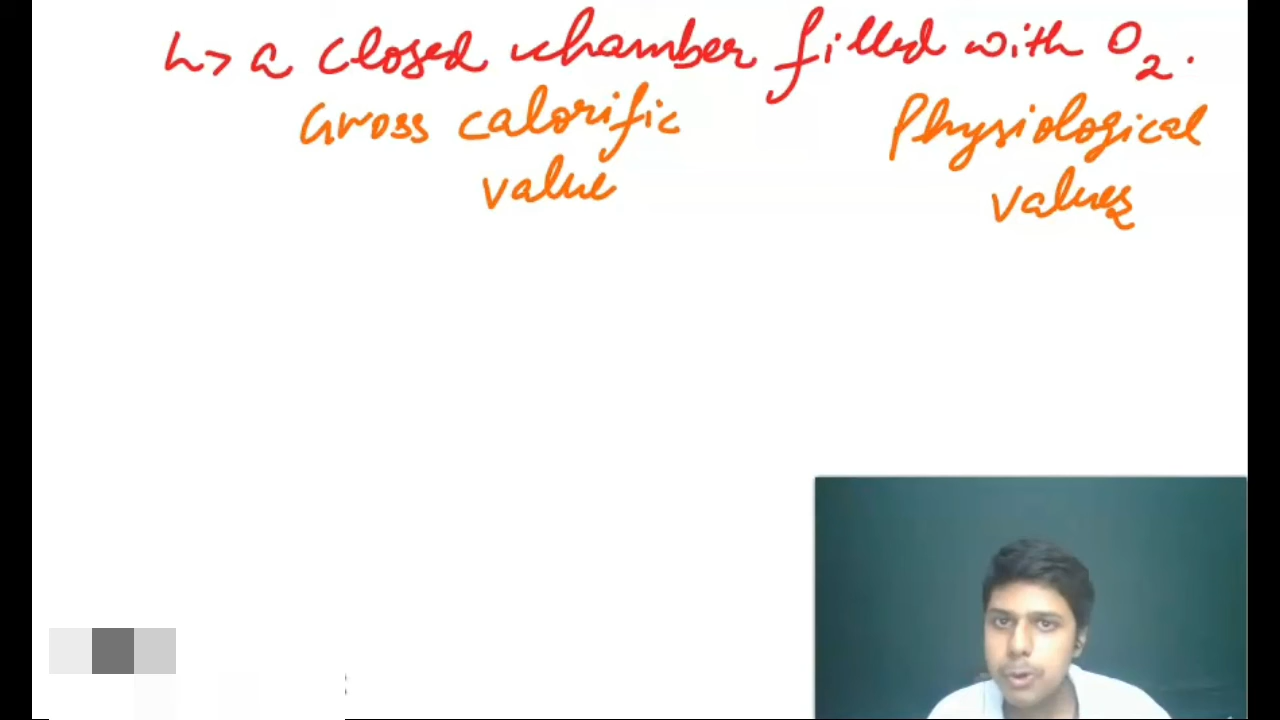 ↳ a closed chamber filled with O₂.
Gross calorific Physiological
value values